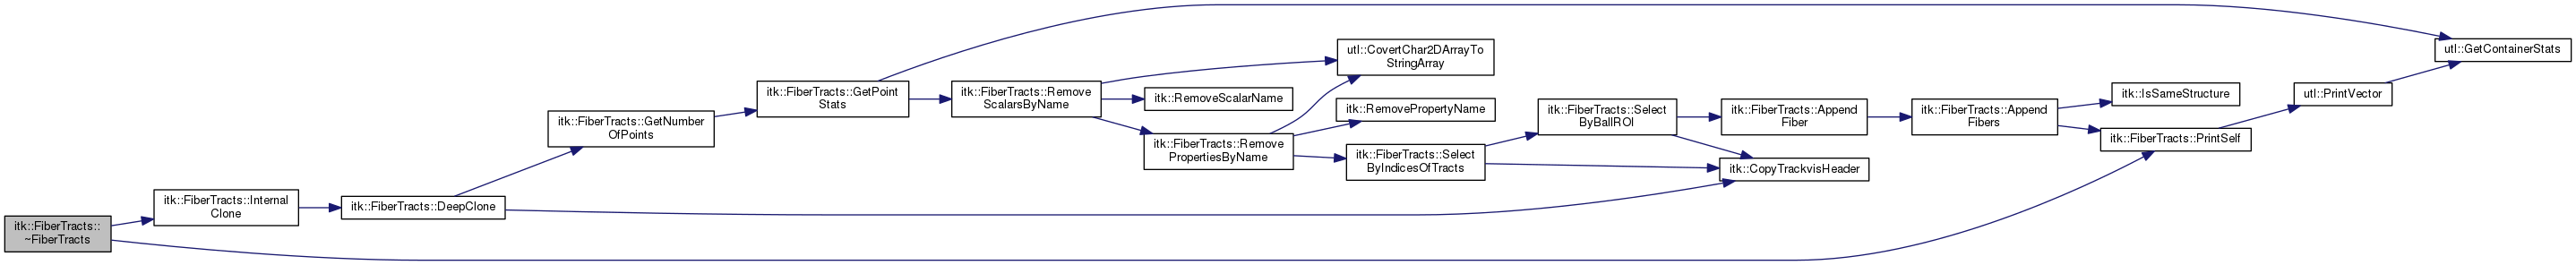 itk::FiberTracts::
~FiberTracts
itk::FiberTracts::Internal
Clone
itk::FiberTracts::DeepClone
itk::FiberTracts::GetNumber
OfPoints
itk::FiberTracts::GetPoint
Stats
itk::FiberTracts::Remove
ScalarsByName
utl::CovertChar2DArrayTo
StringArray
itk::RemoveScalarName
itk::FiberTracts::Remove
PropertiesByName
itk::RemovePropertyName
itk::FiberTracts::Select
ByIndicesOfTracts
itk::FiberTracts::Select
ByBallROI
itk::FiberTracts::Append
Fiber
itk::CopyTrackvisHeader
itk::FiberTracts::Append
Fibers
itk::IsSameStructure
itk::FiberTracts::PrintSelf
utl::PrintVector
utl::GetContainerStats